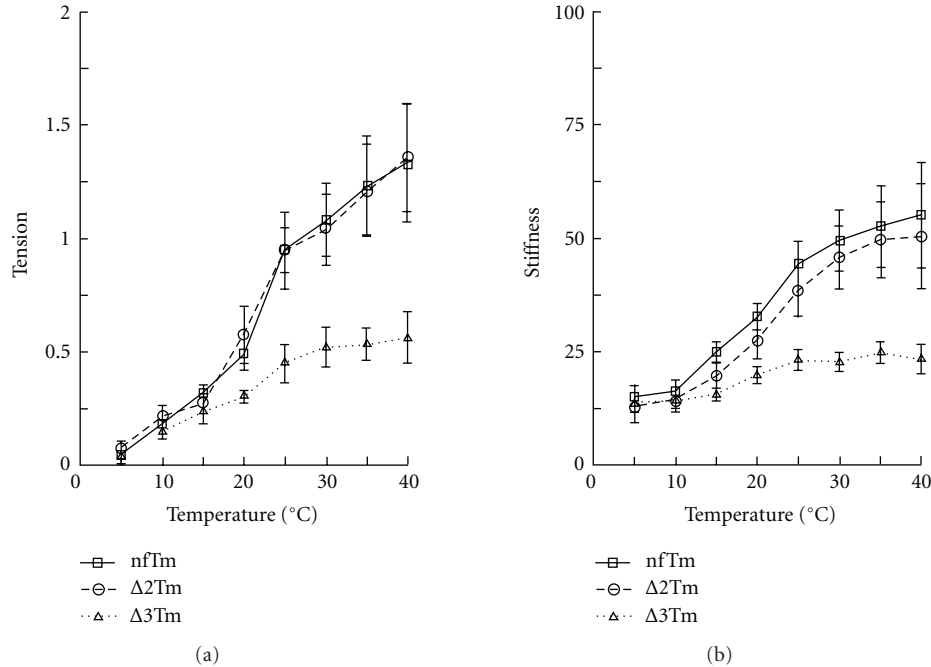 2
1.5
1
0.5
0
Tension
0 10 20 30 40
Temperature (°C)
nfTm
Δ2Tm
Δ3Tm
(a)
100
75
50
25
0
Stiffness
0 10 20 30 40
Temperature (°C)
nfTm
Δ2Tm
Δ3Tm
(b)